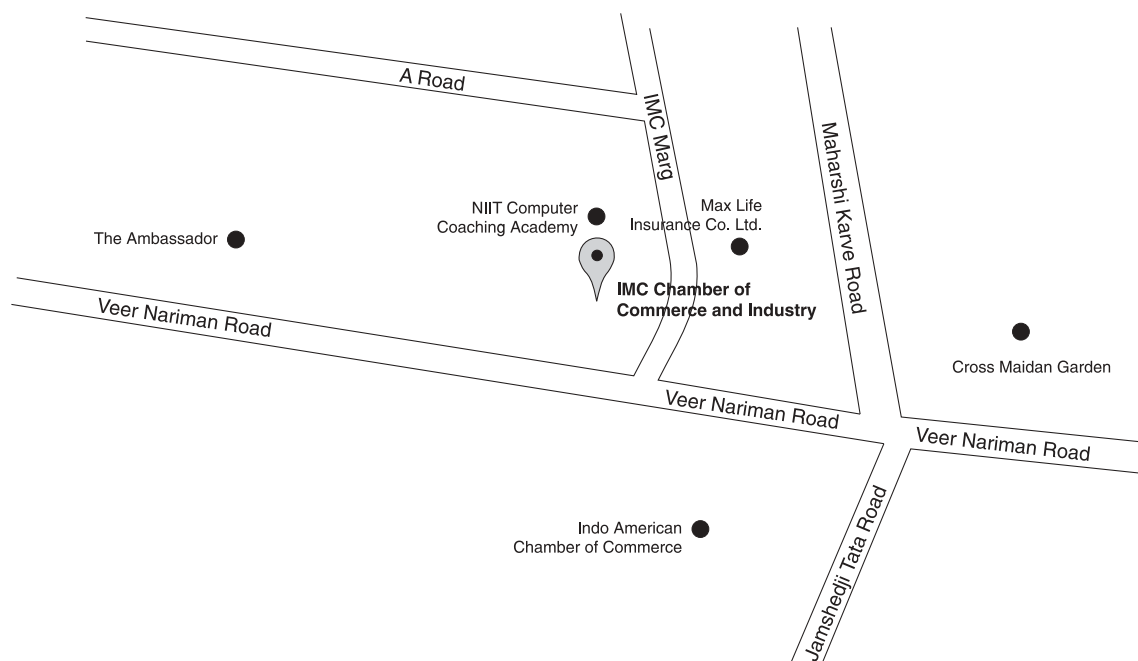 A Road
IMC Marg
Maharshi Karve Road
NIIT Computer
Coaching Academy
Max Life
Insurance Co. Ltd.
The Ambassador
IMC Chamber of
Commerce and Industry
Veer Nariman Road
Cross Maidan Garden
Veer Nariman Road
Veer Nariman Road
Indo American
Chamber of Commerce
Jamshedji Tata Road